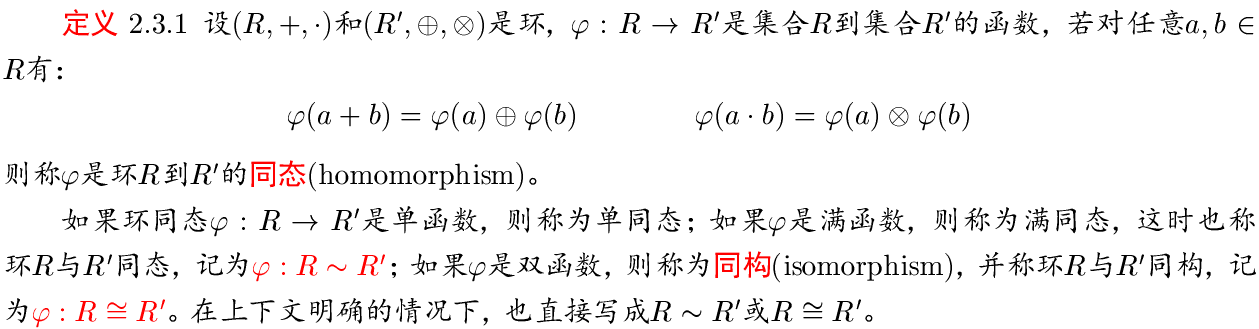 定义 2.3.1 设(R, +, ·)和(R′, ⊕, ⊗)是环，φ : R → R′是集合R到集合R′的函数，若对任意a, b ∈
R有：
φ(a + b) = φ(a) ⊕ φ(b) φ(a · b) = φ(a) ⊗ φ(b)
则称φ是环R到R′的同态(homomorphism)。
如果环同态φ : R → R′是单函数，则称为单同态；如果φ是满函数，则称为满同态，这时也称
环R与R′同态，记为φ : R ∼ R′；如果φ是双函数，则称为同构(isomorphism)，并称环R与R′同构，记
为φ : R ≅ R′。在上下文明确的情况下，也直接写成R ∼ R′或R ≅ R′。